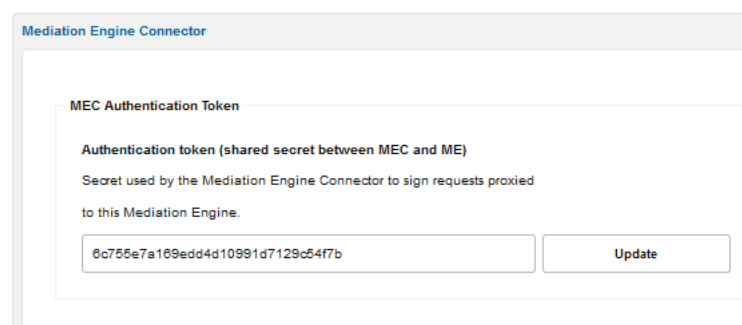 Mediation Engine Connector
MEC Authentication Token
Authentication token (shared secret between MEC and ME)
Secret used by the Mediation Engine Connector to sign requests proxied
to this Mediation Engine.
6c755e7a169edd4d10991d7129c54f7b
Update